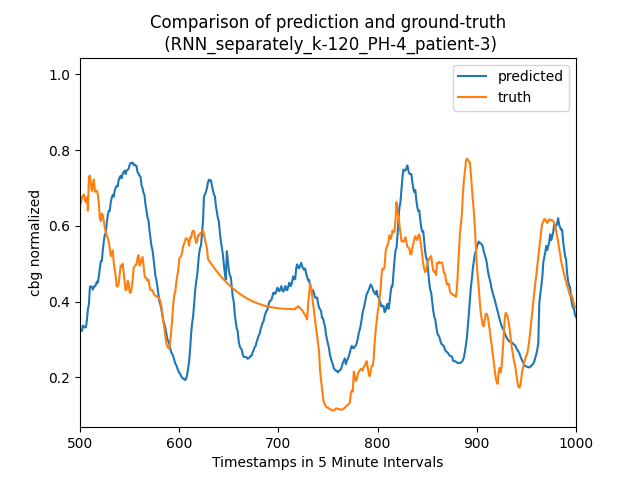 Comparison of prediction and ground-truth
(RNN_separately_k-120_PH-4_patient-3)
predicted
truth
cbg normalized
1.0
0.8
0.6
0.4
0.2
500 600 700 800 900 1000
Timestamps in 5 Minute Intervals